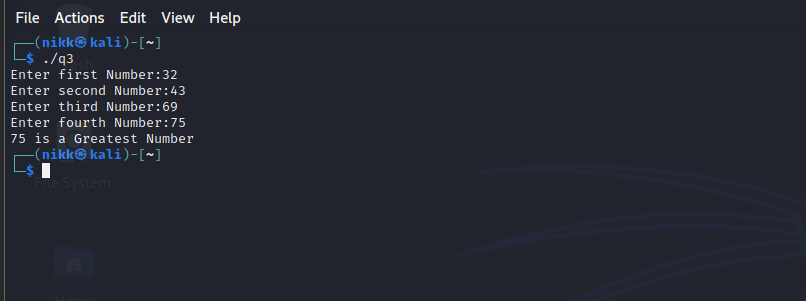 File Actions Edit View Help
┌──(nikk㉿kali)-[~]
└─$ ./q3
Enter first Number:32
Enter second Number:43
Enter third Number:69
Enter fourth Number:75
75 is a Greatest Number
┌──(nikk㉿kali)-[~]
└─$
File System
Home